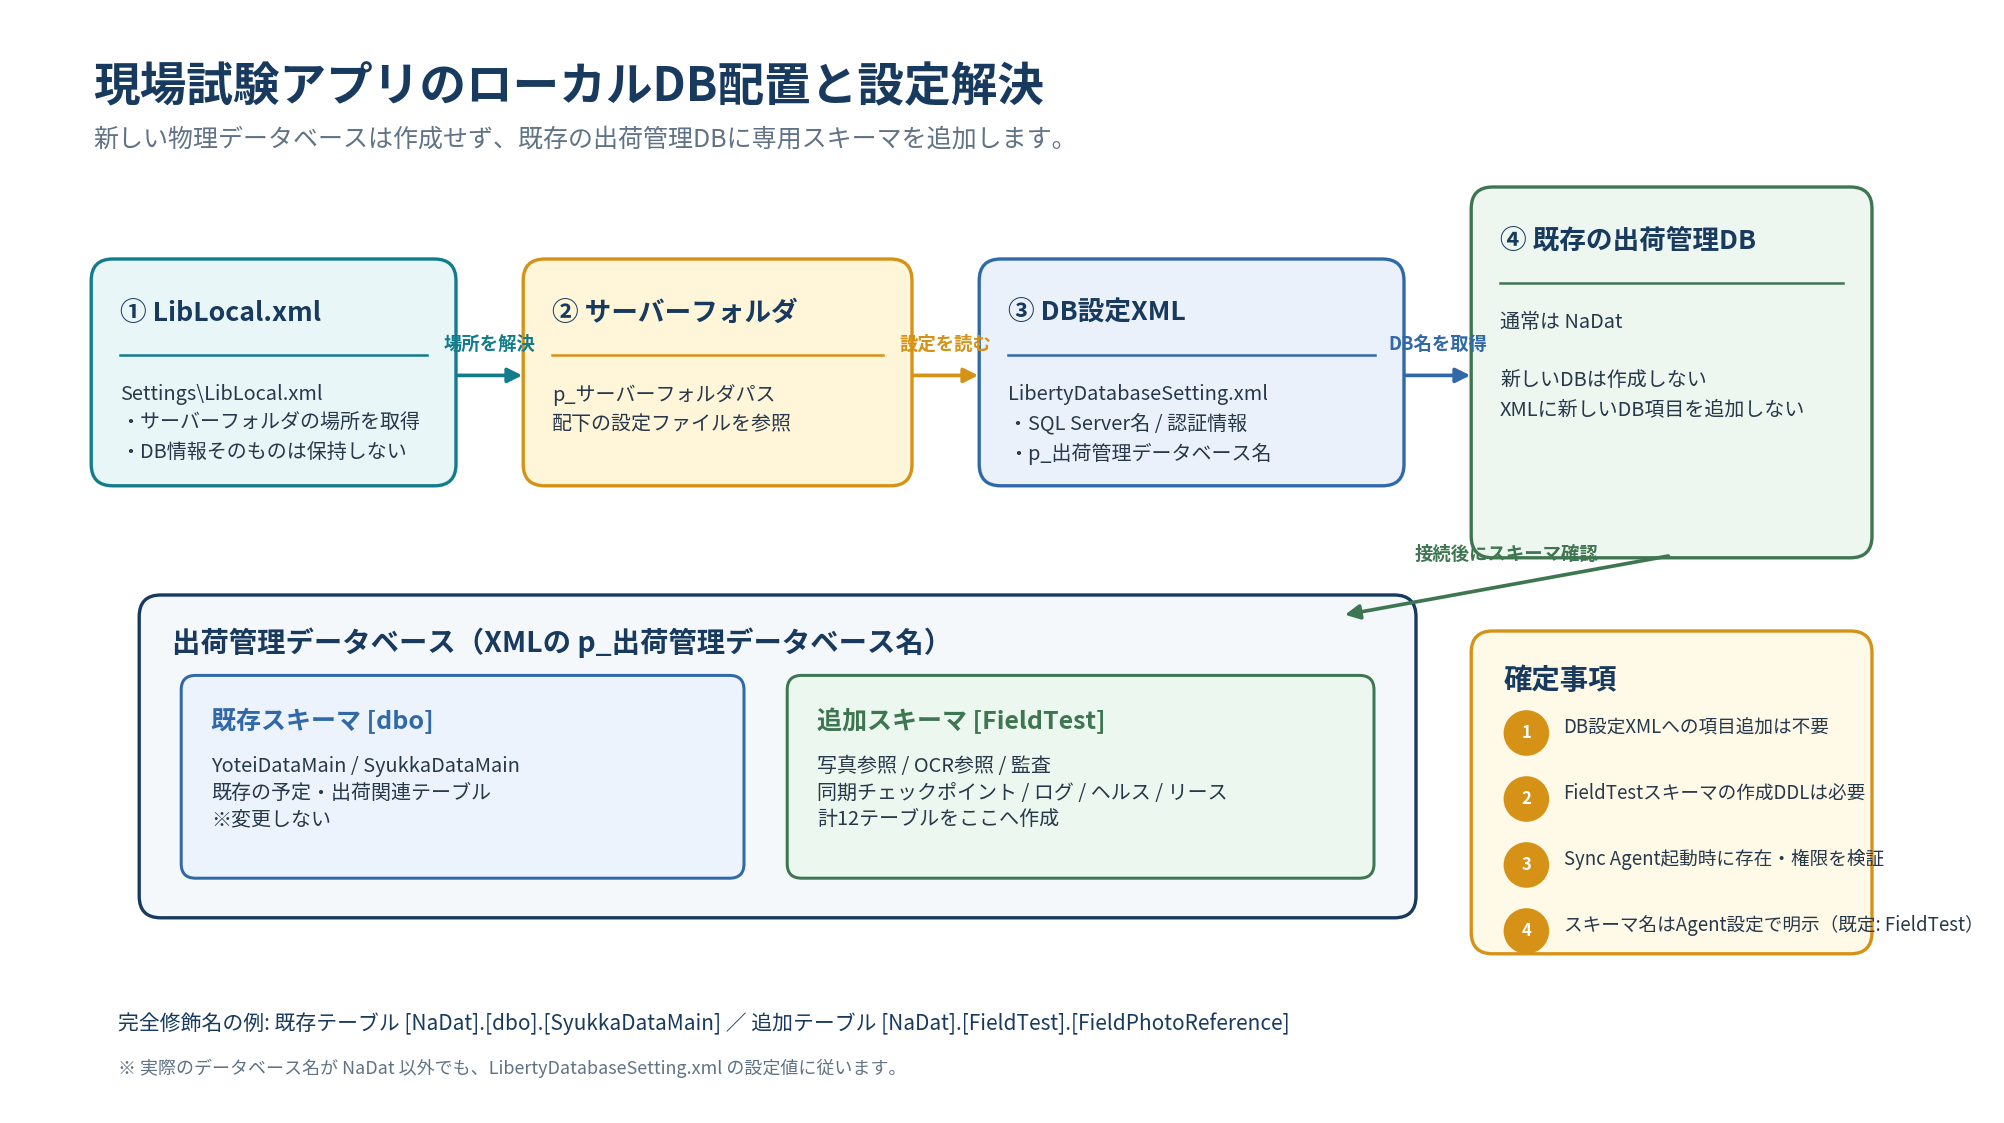 現場試験アプリのローカルDB配置と設定解決
新しい物理データベースは作成せず、既存の出荷管理DBに専用スキーマを追加します。
① LibLocal.xml
Settings\LibLocal.xml
・サーバーフォルダの場所を取得
・DB情報そのものは保持しない
場所を解決
② サーバーフォルダ
p_サーバーフォルダパス
配下の設定ファイルを参照
設定を読む
③ DB設定XML
LibertyDatabaseSetting.xml
・SQL Server名 / 認証情報
・p_出荷管理データベース名
DB名を取得
④ 既存の出荷管理DB
通常は NaDat
新しいDBは作成しない
XMLに新しいDB項目を追加しない
接続後にスキーマ確認
出荷管理データベース（XMLの p_出荷管理データベース名）
既存スキーマ [dbo]
YoteiDataMain / SyukkaDataMain
既存の予定・出荷関連テーブル
※変更しない
追加スキーマ [FieldTest]
写真参照 / OCR参照 / 監査
同期チェックポイント / ログ / ヘルス / リース
計12テーブルをここへ作成
確定事項
1 DB設定XMLへの項目追加は不要
2 FieldTestスキーマの作成DDLは必要
3 Sync Agent起動時に存在・権限を検証
4 スキーマ名はAgent設定で明示（既定: FieldTest）
完全修飾名の例: 既存テーブル [NaDat].[dbo].[SyukkaDataMain] ／ 追加テーブル [NaDat].[FieldTest].[FieldPhotoReference]
※ 実際のデータベース名が NaDat 以外でも、LibertyDatabaseSetting.xml の設定値に従います。